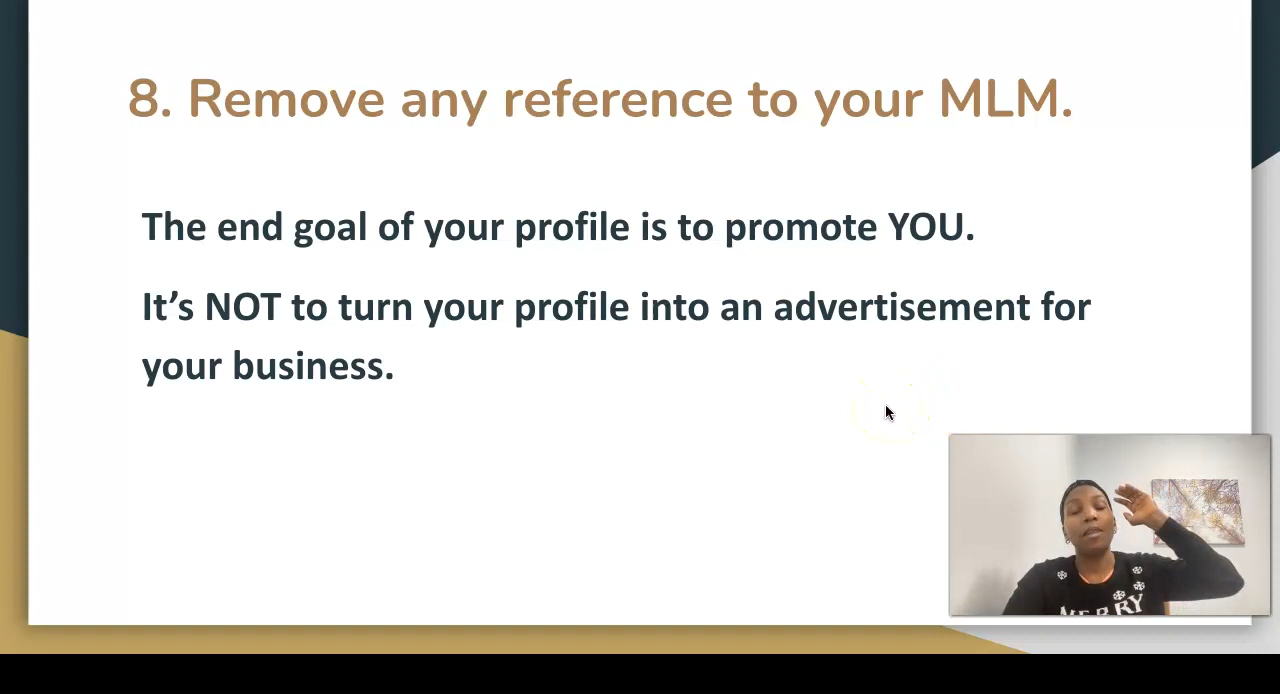 8. Remove any reference to your MLM.
The end goal of your profile is to promote YOU.
It’s NOT to turn your profile into an advertisement for
your business.
MERRY